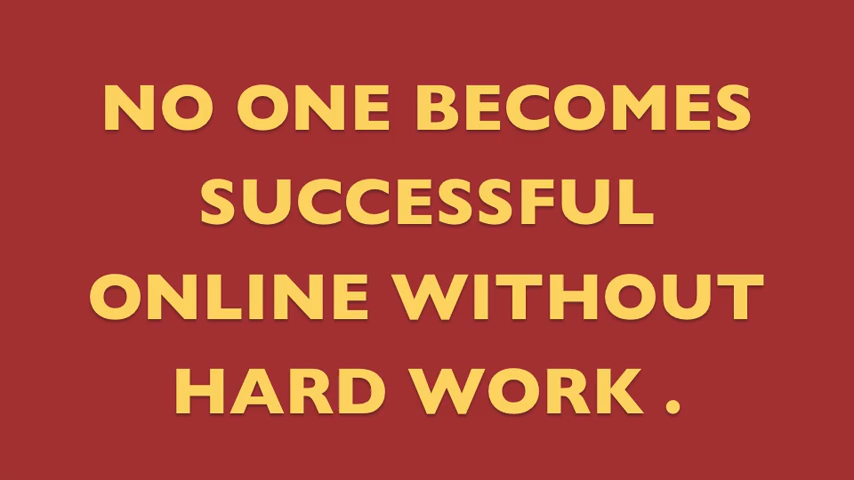 NO ONE BECOMES
SUCCESSFUL
ONLINE WITHOUT
HARD WORK .